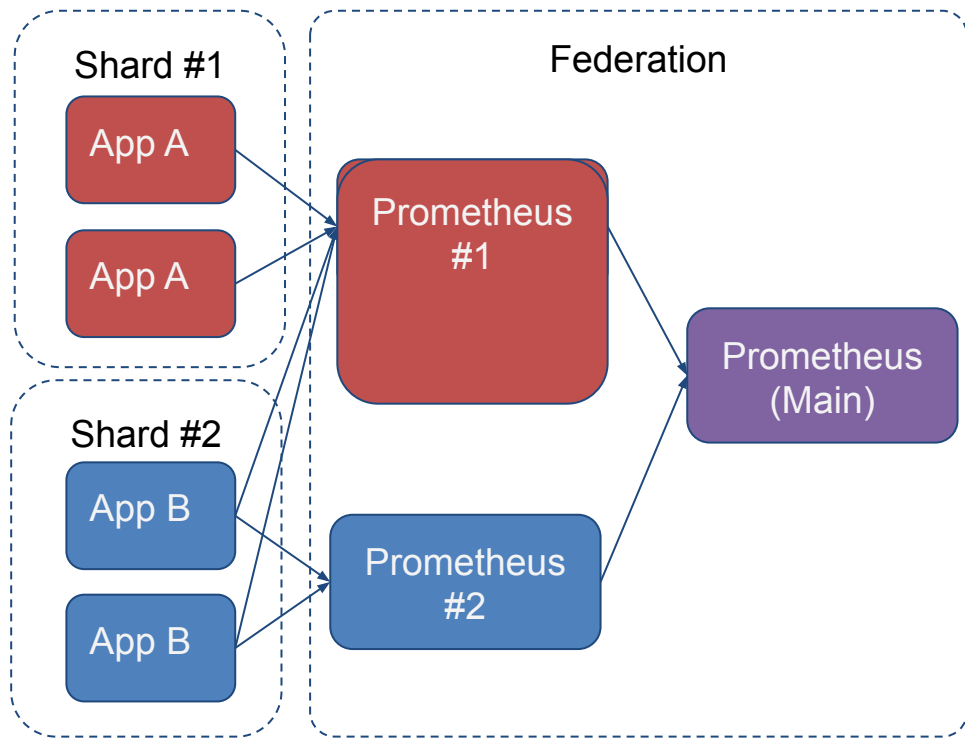 Shard #1
App A
App A
Shard #2
App B
App B
Federation
Prometheus
#1
Prometheus
#2
Prometheus
(Main)